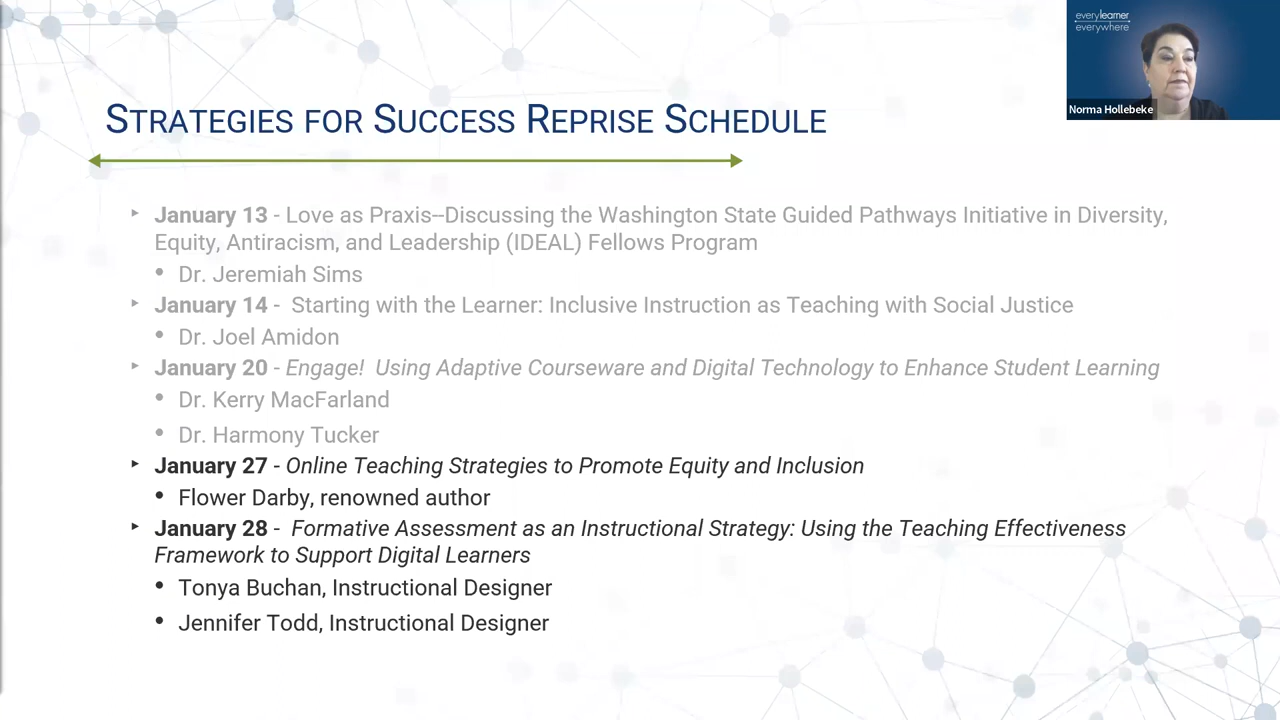 everylearner
everywhere
Norma Hollebeke
STRATEGIES FOR SUCCESS REPRISE SCHEDULE
‣ January 13 - Love as Praxis--Discussing the Washington State Guided Pathways Initiative in Diversity,
Equity, Antiracism, and Leadership (IDEAL) Fellows Program
• Dr. Jeremiah Sims
‣ January 14 - Starting with the Learner: Inclusive Instruction as Teaching with Social Justice
• Dr. Joel Amidon
‣ January 20 - Engage! Using Adaptive Courseware and Digital Technology to Enhance Student Learning
• Dr. Kerry MacFarland
• Dr. Harmony Tucker
‣ January 27 - Online Teaching Strategies to Promote Equity and Inclusion
• Flower Darby, renowned author
‣ January 28 - Formative Assessment as an Instructional Strategy: Using the Teaching Effectiveness
Framework to Support Digital Learners
• Tonya Buchan, Instructional Designer
• Jennifer Todd, Instructional Designer